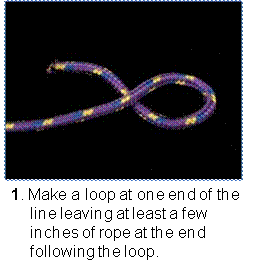 1. Make a loop at one end of the
line leaving at least a few
inches of rope at the end
following the loop.